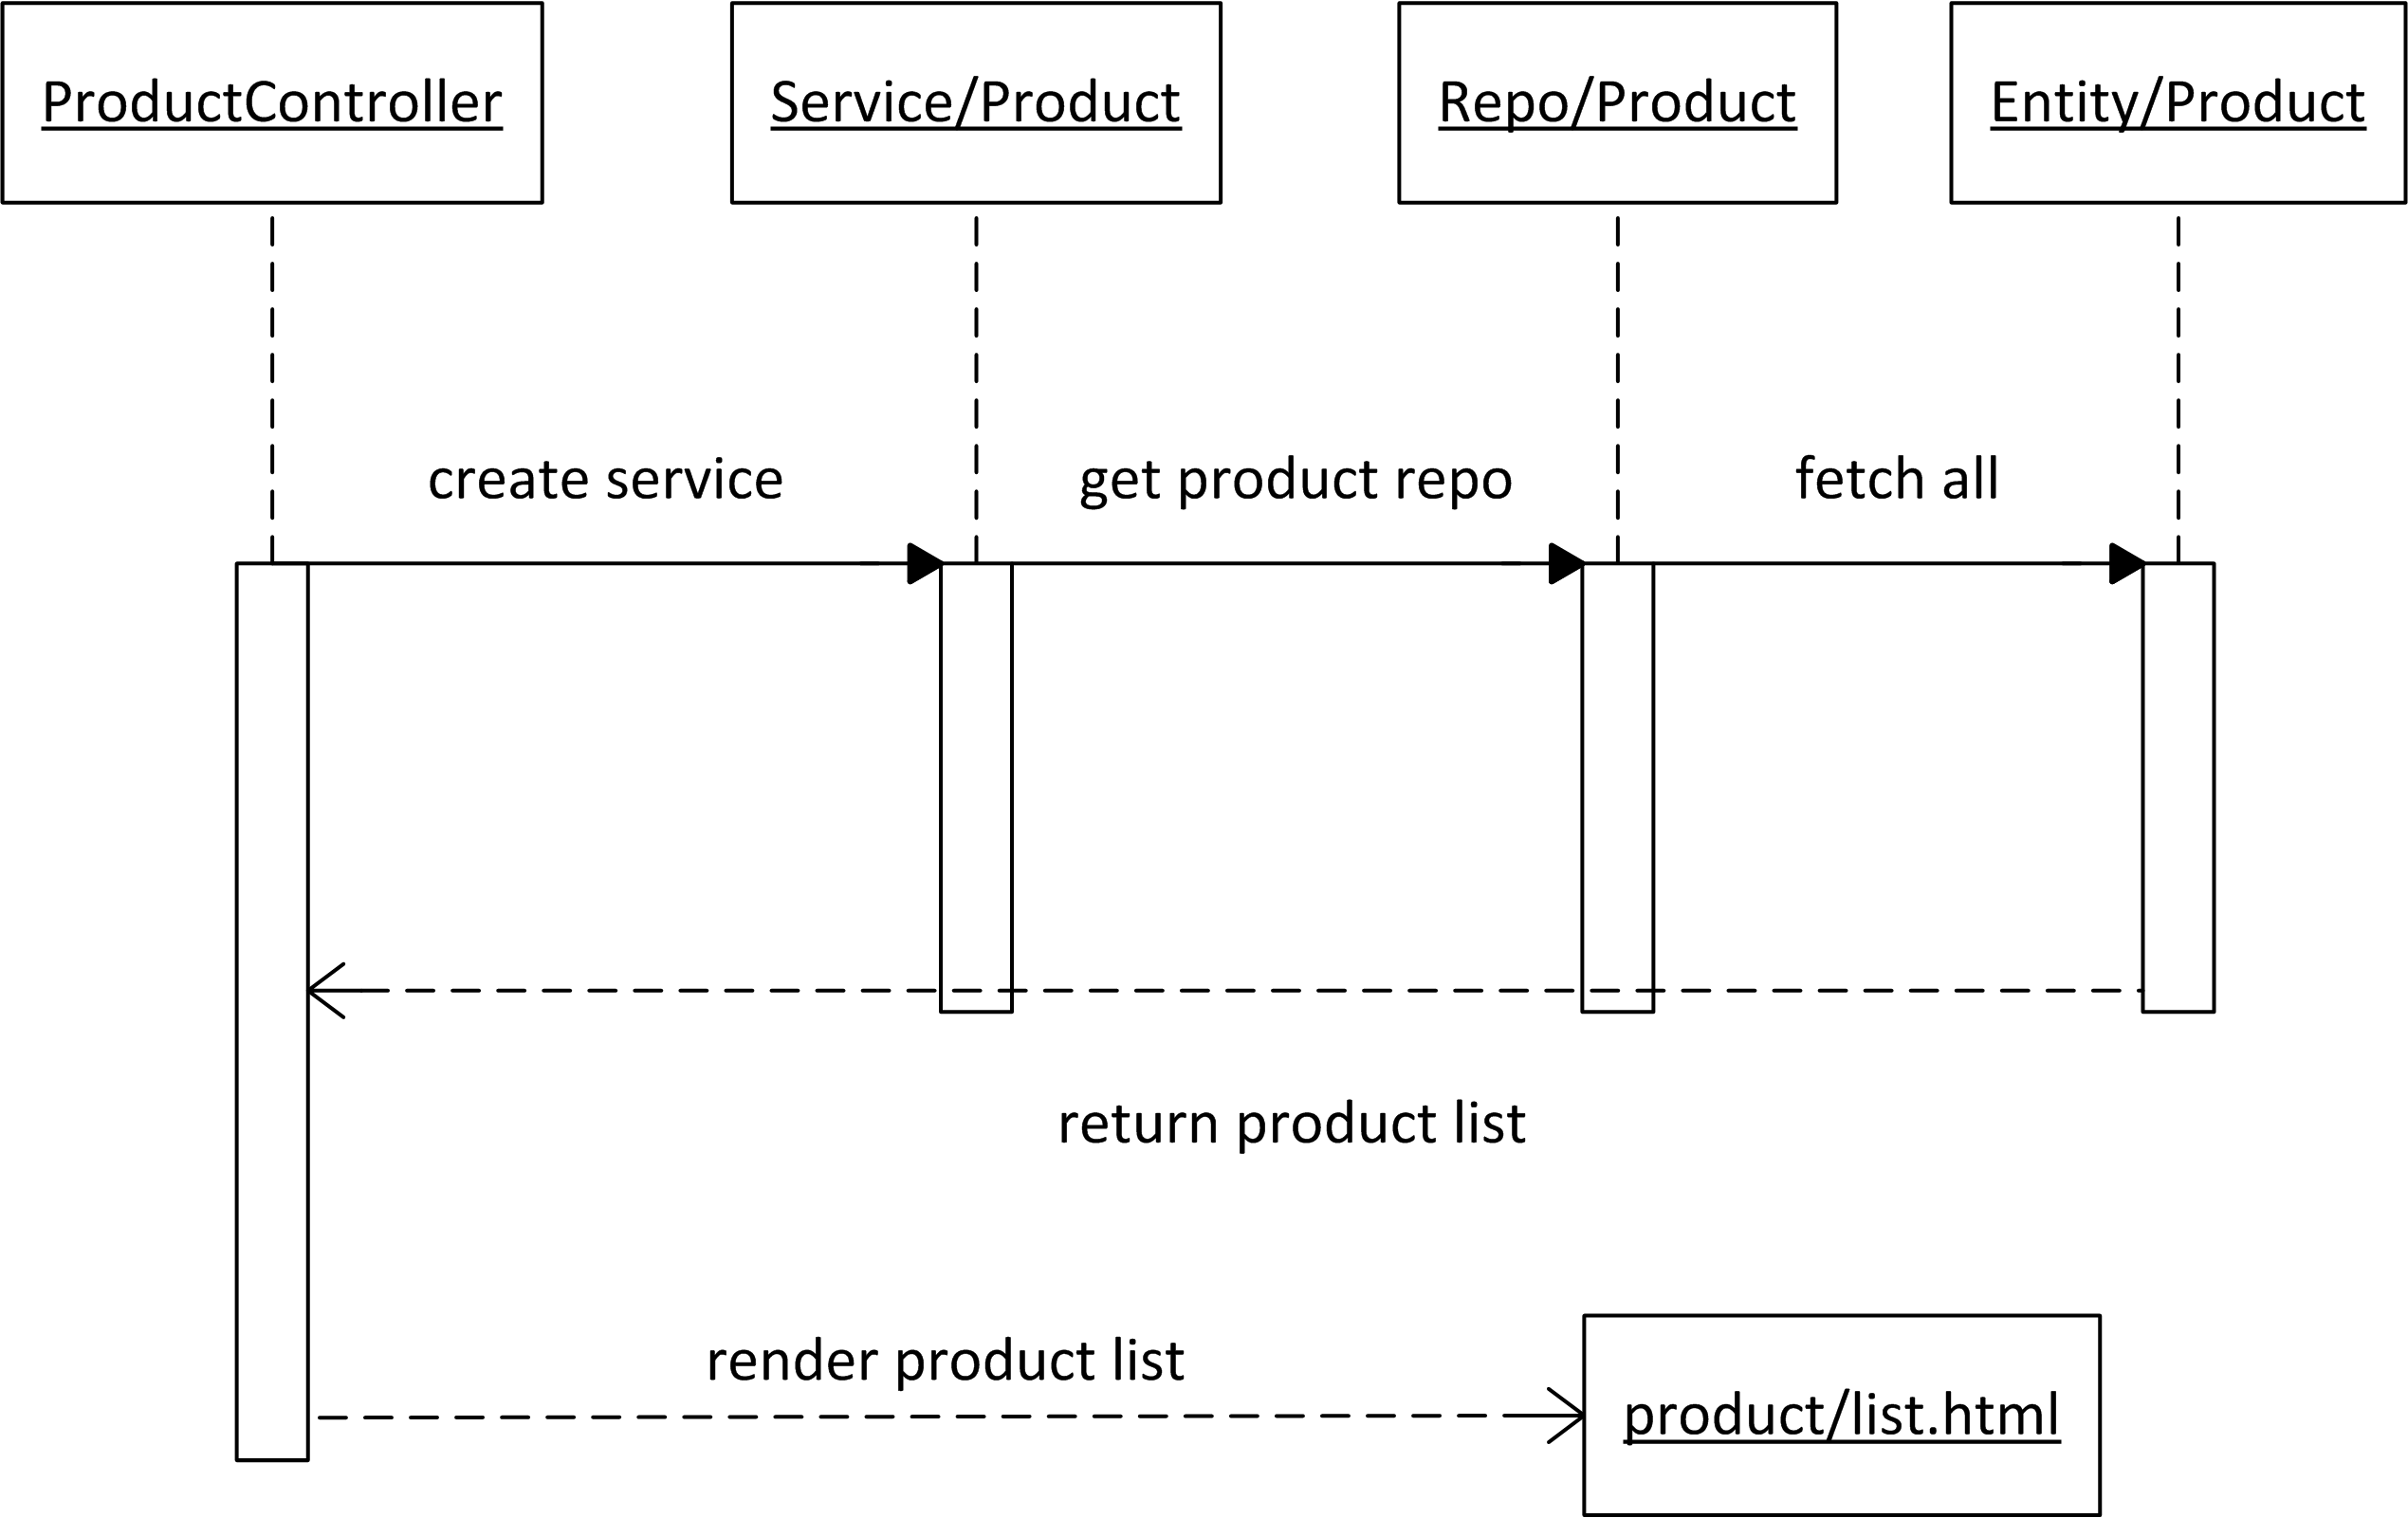 ProductController
Service/Product
Repo/Product
Entity/Product
create service
get product repo
fetch all
return product list
render product list
product/list.html